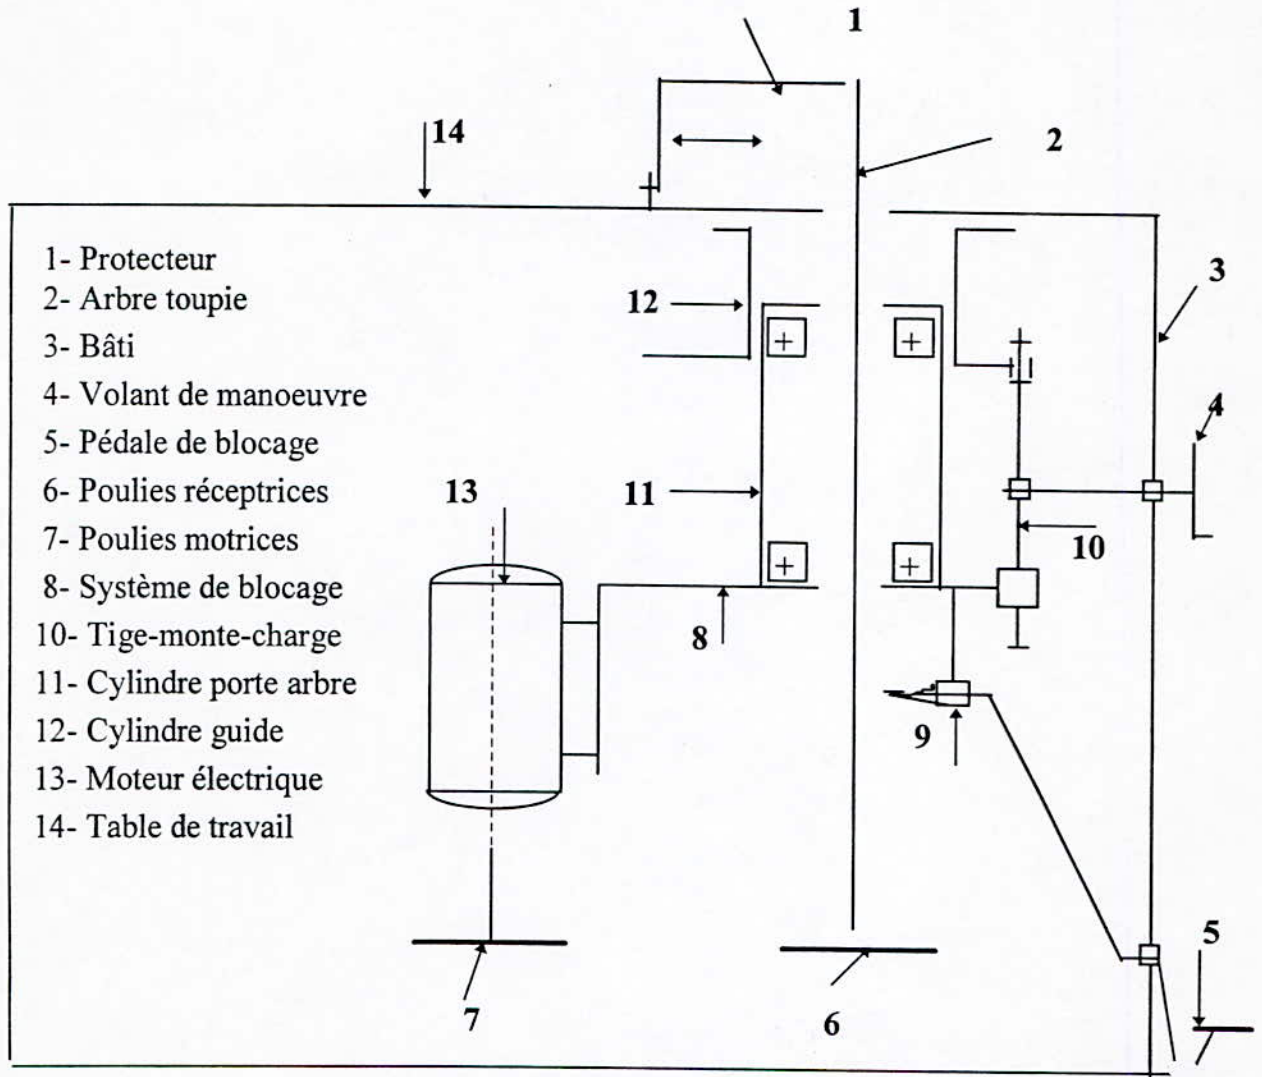 1
14
2
1- Protecteur
2- Arbre toupie
3- Bâti
4- Volant de manoeuvre
5- Pédale de blocage
6- Poulies réceptrices
7- Poulies motrices
8- Système de blocage
10- Tige-monte-charge
11- Cylindre porte arbre
12- Cylindre guide
13- Moteur électrique
14- Table de travail
12
3
4
13
11
10
8
9
5
7
6